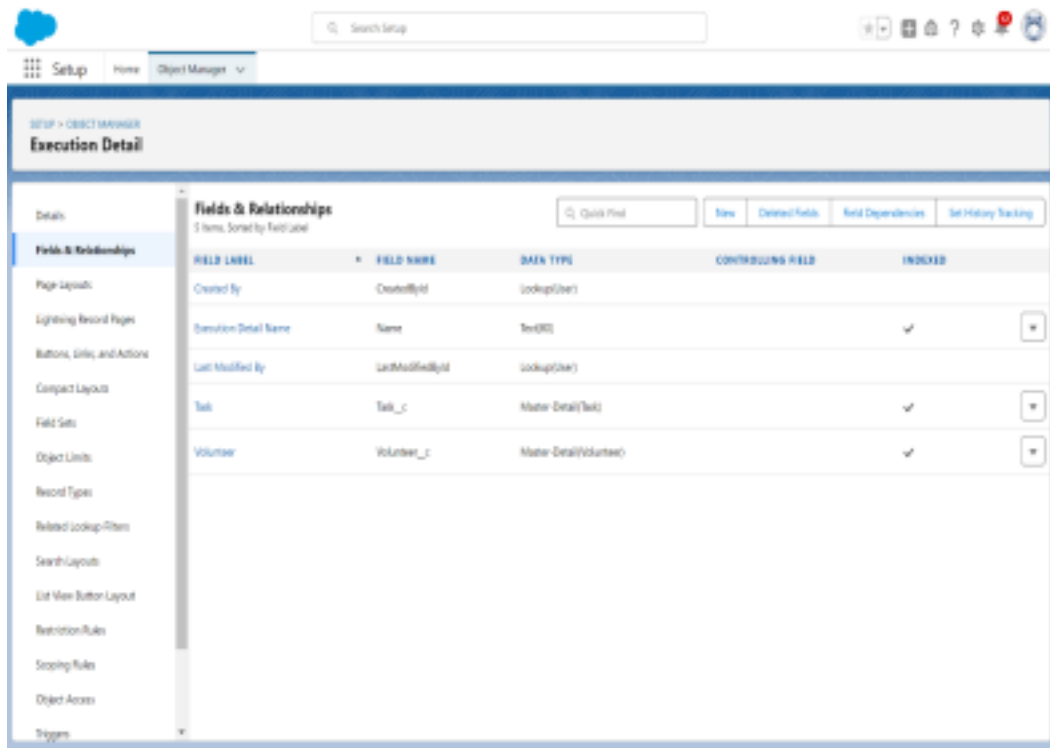 Search Setup
Setup Home Object Manager
SETUP > OBJECT MANAGER
Execution Detail
Details
Fields & Relationships
Page Layouts
Lightning Record Pages
Buttons, Links, and Actions
Compact Layouts
Field Sets
Object Limits
Record Types
Related Lookup Filters
Search Layouts
List View Button Layout
Restriction Rules
Scoping Rules
Object Access
Triggers
Fields & Relationships
5 Items, Sorted by Field Label
Quick Find New Deleted Fields Field Dependencies Set History Tracking
FIELD LABEL FIELD NAME DATA TYPE CONTROLLING FIELD INDEXED
Created By CreatedById Lookup(User)
Execution Detail Name Name Text(80)
Last Modified By LastModifiedById Lookup(User)
Task Task__c Master-Detail(Task)
Volunteer Volunteer__c Master-Detail(Volunteer)